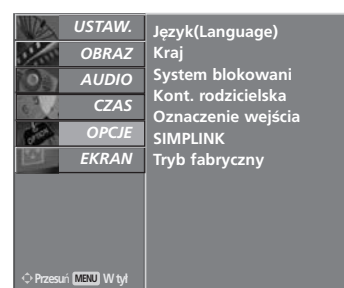 USTAW.
OBRAZ
AUDIO
CZAS
OPCJE
EKRAN
Język(Language)
Kraj
System blokowani
Kont. rodzicielska
Oznaczenie wejścia
SIMPLINK
Tryb fabryczny
Przesuń MENU W tył